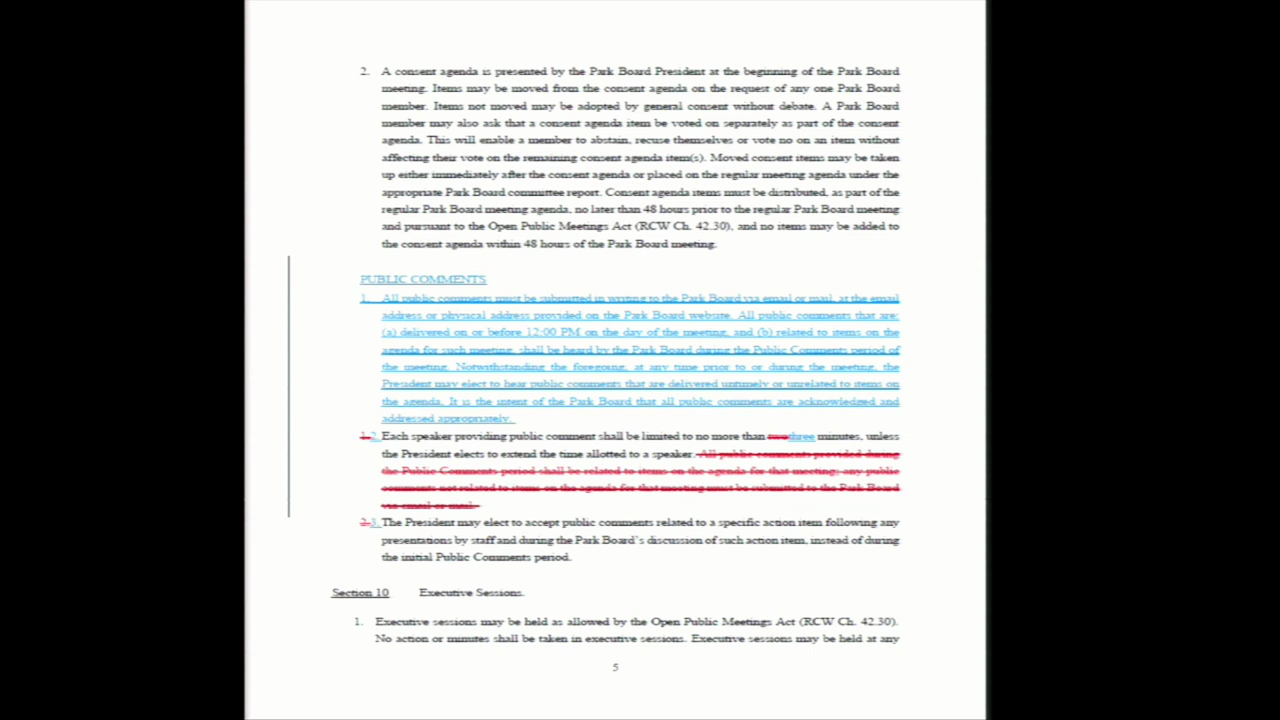 2. A consent agenda is presented by the Park Board President at the beginning of the Park Board
meeting. Items may be moved from the consent agenda on the request of any one Park Board
member. Items not moved may be adopted by general consent without debate. A Park Board
member may also ask that a consent agenda item be voted on separately as part of the consent
agenda. This will enable a member to abstain, recuse themselves or vote no on an item without
affecting their vote on the remaining consent agenda item(s). Moved consent items may be taken
up either immediately after the consent agenda or placed on the regular meeting agenda under the
appropriate Park Board committee report. Consent agenda items must be distributed, as part of the
regular Park Board meeting agenda, no later than 48 hours prior to the regular Park Board meeting
and pursuant to the Open Public Meetings Act (RCW Ch. 42.30), and no items may be added to
the consent agenda within 48 hours of the Park Board meeting.
PUBLIC COMMENTS
1. All public comments must be submitted in writing to the Park Board via email or mail, at the email
address or physical address provided on the Park Board website. All public comments that are:
(a) delivered on or before 12:00 PM on the day of the meeting, and (b) related to items on the
agenda for such meeting, shall be heard by the Park Board during the Public Comments period of
the meeting. Notwithstanding the foregoing, at any time prior to or during the meeting, the
President may elect to hear public comments that are delivered untimely or unrelated to items on
the agenda. It is the intent of the Park Board that all public comments are acknowledged and
addressed appropriately.
1.2. Each speaker providing public comment shall be limited to no more than twothree minutes, unless
the President elects to extend the time allotted to a speaker. All public comments provided during
the Public Comments period shall be related to items on the agenda for that meeting; any public
comments not related to items on the agenda for that meeting must be submitted to the Park Board
via email or mail.
2.3. The President may elect to accept public comments related to a specific action item following any
presentations by staff and during the Park Board's discussion of such action item, instead of during
the initial Public Comments period.
Section 10 Executive Sessions.
1. Executive sessions may be held as allowed by the Open Public Meetings Act (RCW Ch. 42.30).
No action or minutes shall be taken in executive sessions. Executive sessions may be held at any
5